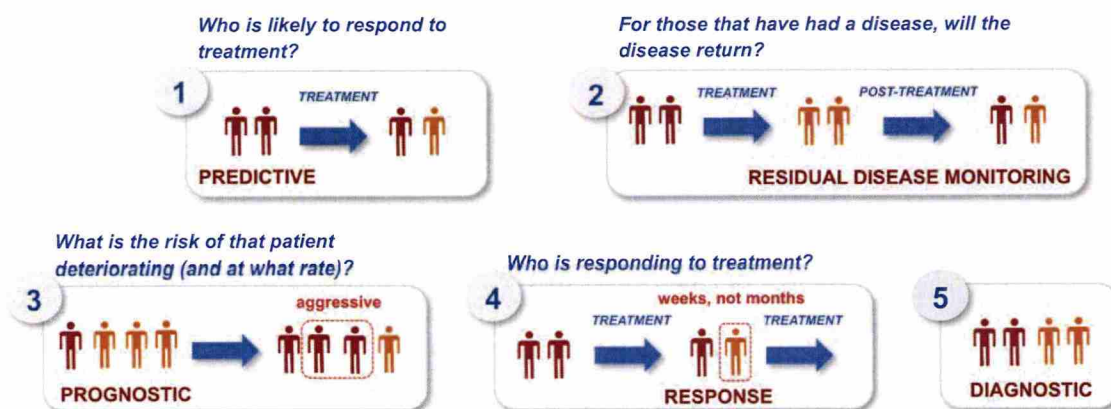 Who is likely to respond to
treatment?
1
TREATMENT
PREDICTIVE
For those that have had a disease, will the
disease return?
2
TREATMENT
POST-TREATMENT
RESIDUAL DISEASE MONITORING
What is the risk of that patient
deteriorating (and at what rate)?
3
aggressive
PROGNOSTIC
Who is responding to treatment?
4
weeks, not months
TREATMENT
TREATMENT
RESPONSE
5
DIAGNOSTIC